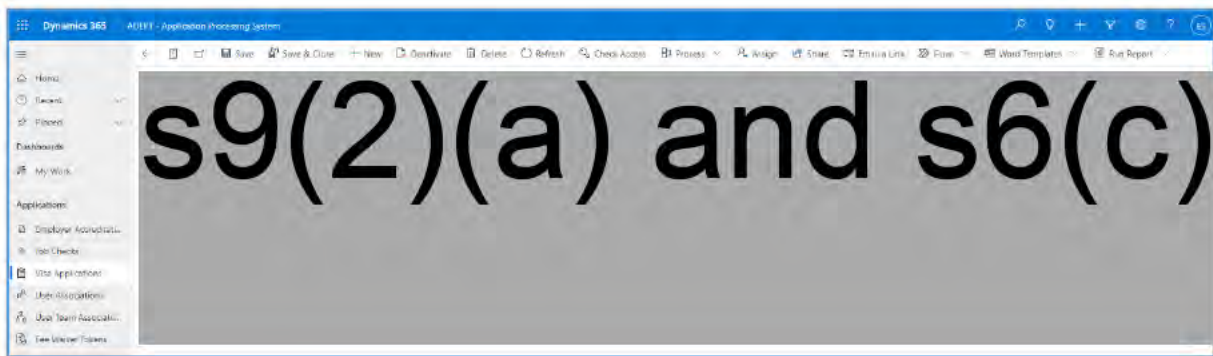 Dynamics 365 ADEPT - Application Processing System
Save Save & Close New Deactivate Delete Refresh Check Access Process Assign Share Email a Link Flow Word Templates Run Report
Home
Recent
Pinned
Dashboards
My Work
Applications
Employer Accreditati...
Job Checks
Visa Applications
User Associations
User Team Associati...
Fee Waiver Tokens
s9(2)(a) and s6(c)